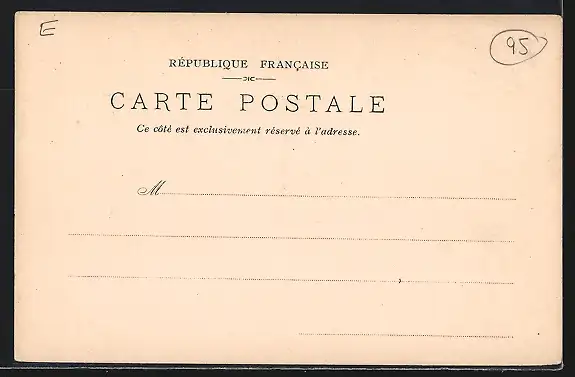 E
95
RÉPUBLIQUE FRANÇAISE
CARTE POSTALE
Ce côté est exclusivement réservé à l'adresse.
M